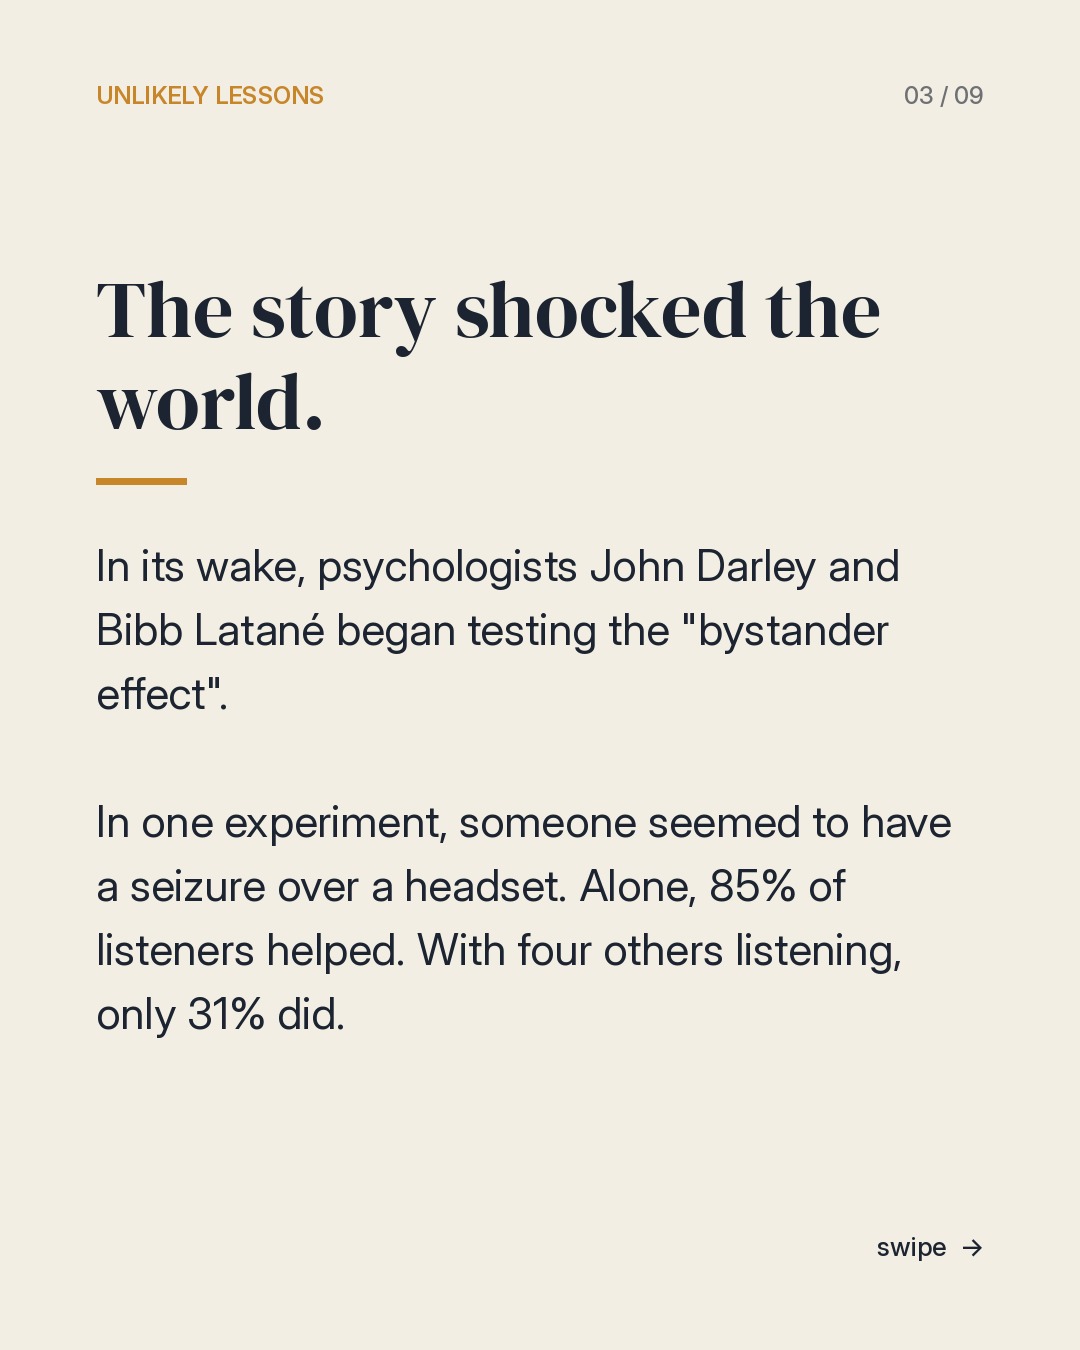 UNLIKELY LESSONS
03 / 09
The story shocked the
world.
In its wake, psychologists John Darley and
Bibb Latané began testing the "bystander
effect".
In one experiment, someone seemed to have
a seizure over a headset. Alone, 85% of
listeners helped. With four others listening,
only 31% did.
swipe →